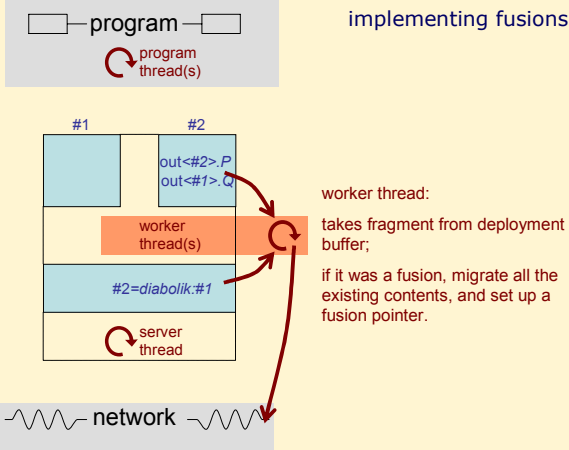 implementing fusions
program
program
thread(s)
#1
#2
out<#2>.P
out<#1>.Q
worker
thread(s)
#2=diabolik:#1
server
thread
network
worker thread:
takes fragment from deployment
buffer;
if it was a fusion, migrate all the
existing contents, and set up a
fusion pointer.